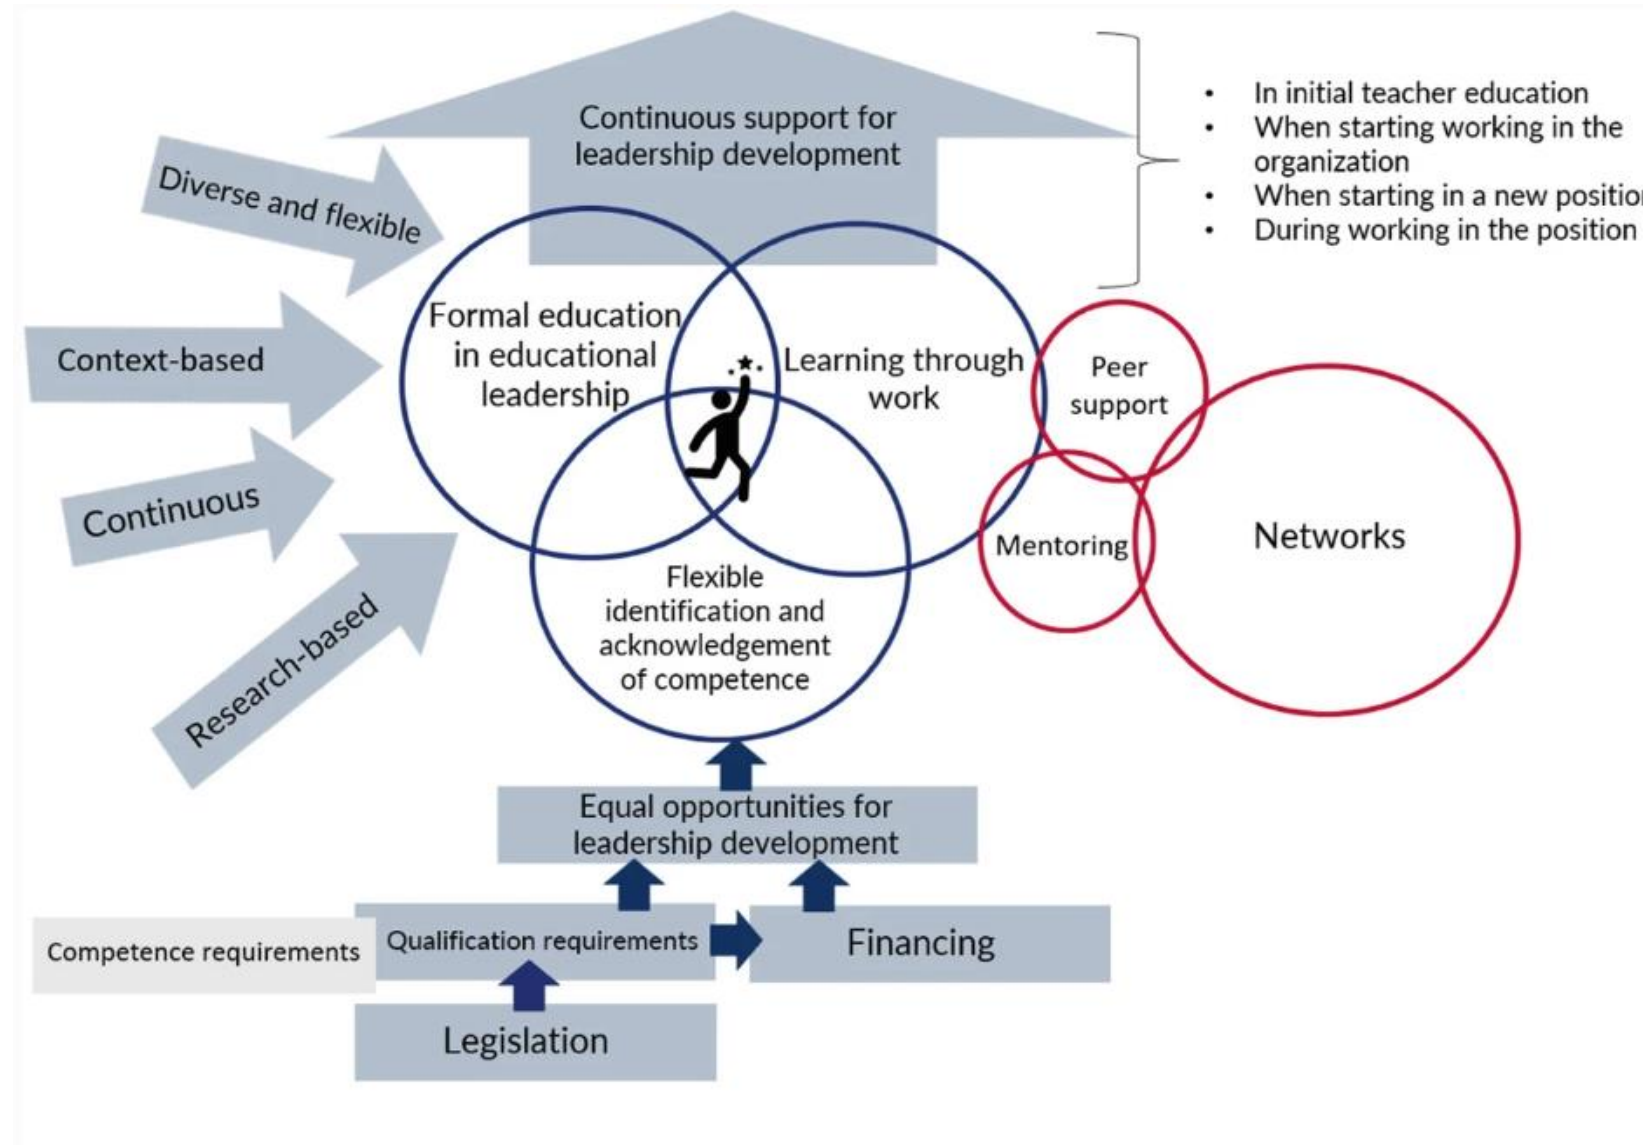 Continuous support for
leadership development
• In initial teacher education
• When starting working in the
organization
• When starting in a new position
• During working in the position
Diverse and flexible
Context-based
Continuous
Research-based
Formal education
in educational
leadership
Learning through
work
Flexible
identification and
acknowledgement
of competence
Peer
support
Mentoring
Networks
Equal opportunities for
leadership development
Competence requirements
Qualification requirements
Financing
Legislation